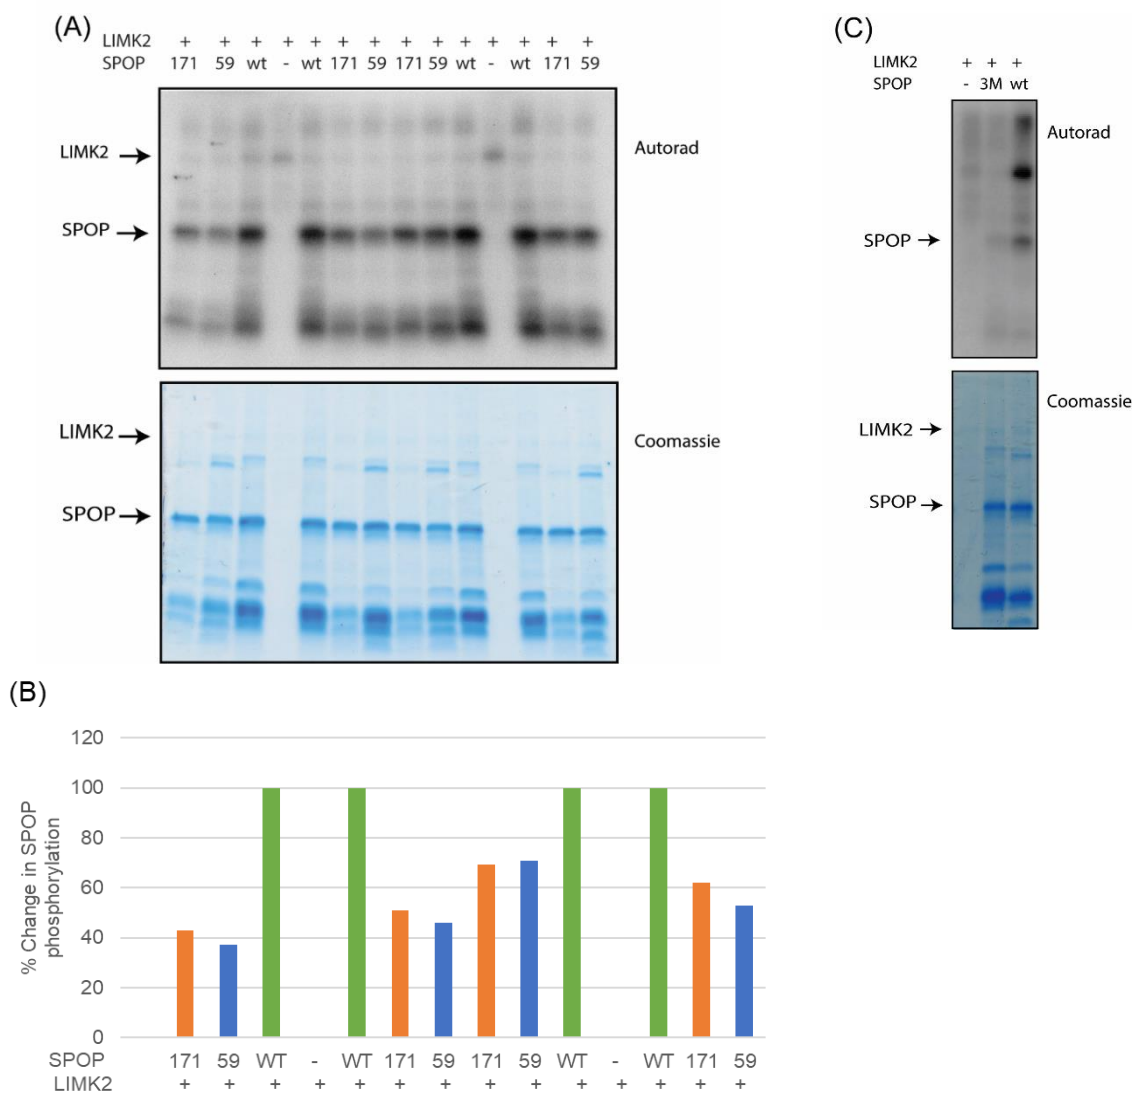 (A)
LIMK2 + + + + + + + + + + + + + +
SPOP 171 59 wt - wt 171 59 171 59 wt - wt 171 59
LIMK2
SPOP
Autorad
LIMK2
SPOP
Coomassie
(C)
LIMK2 + + +
SPOP - 3M wt
Autorad
SPOP
Coomassie
LIMK2
SPOP
(B)
% Change in SPOP
phosphorylation
120
100
80
60
40
20
0
SPOP 171 59 WT - WT 171 59 171 59 WT - WT 171 59
LIMK2 + + + + + + + + + + + + + +